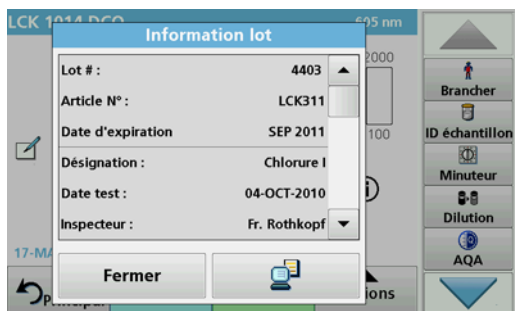 LCK 1014 DCO 605 nm
Information lot
2000
100
Lot # : 4403
Article N° : LCK311
Date d'expiration SEP 2011
Désignation : Chlorure I
Date test : 04-OCT-2010
Inspecteur : Fr. Rothkopf
Brancher
ID échantillon
Minuteur
Dilution
AQA
17-MA
Fermer
ions